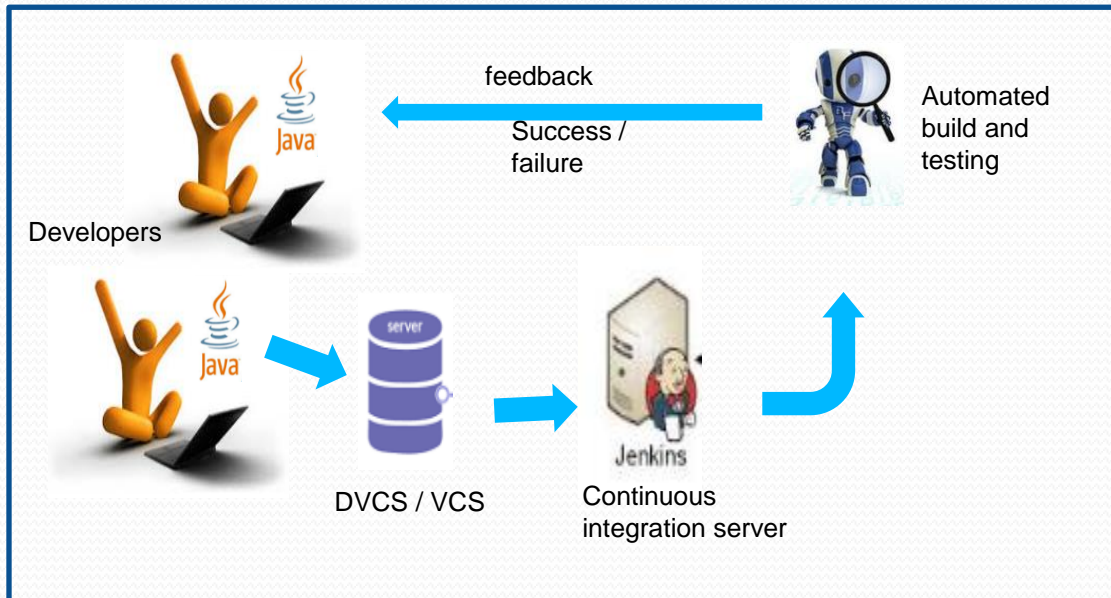 feedback
Success /
failure
Automated
build and
testing
Java
Developers
Java
server
DVCS / VCS
Jenkins
Continuous
integration server